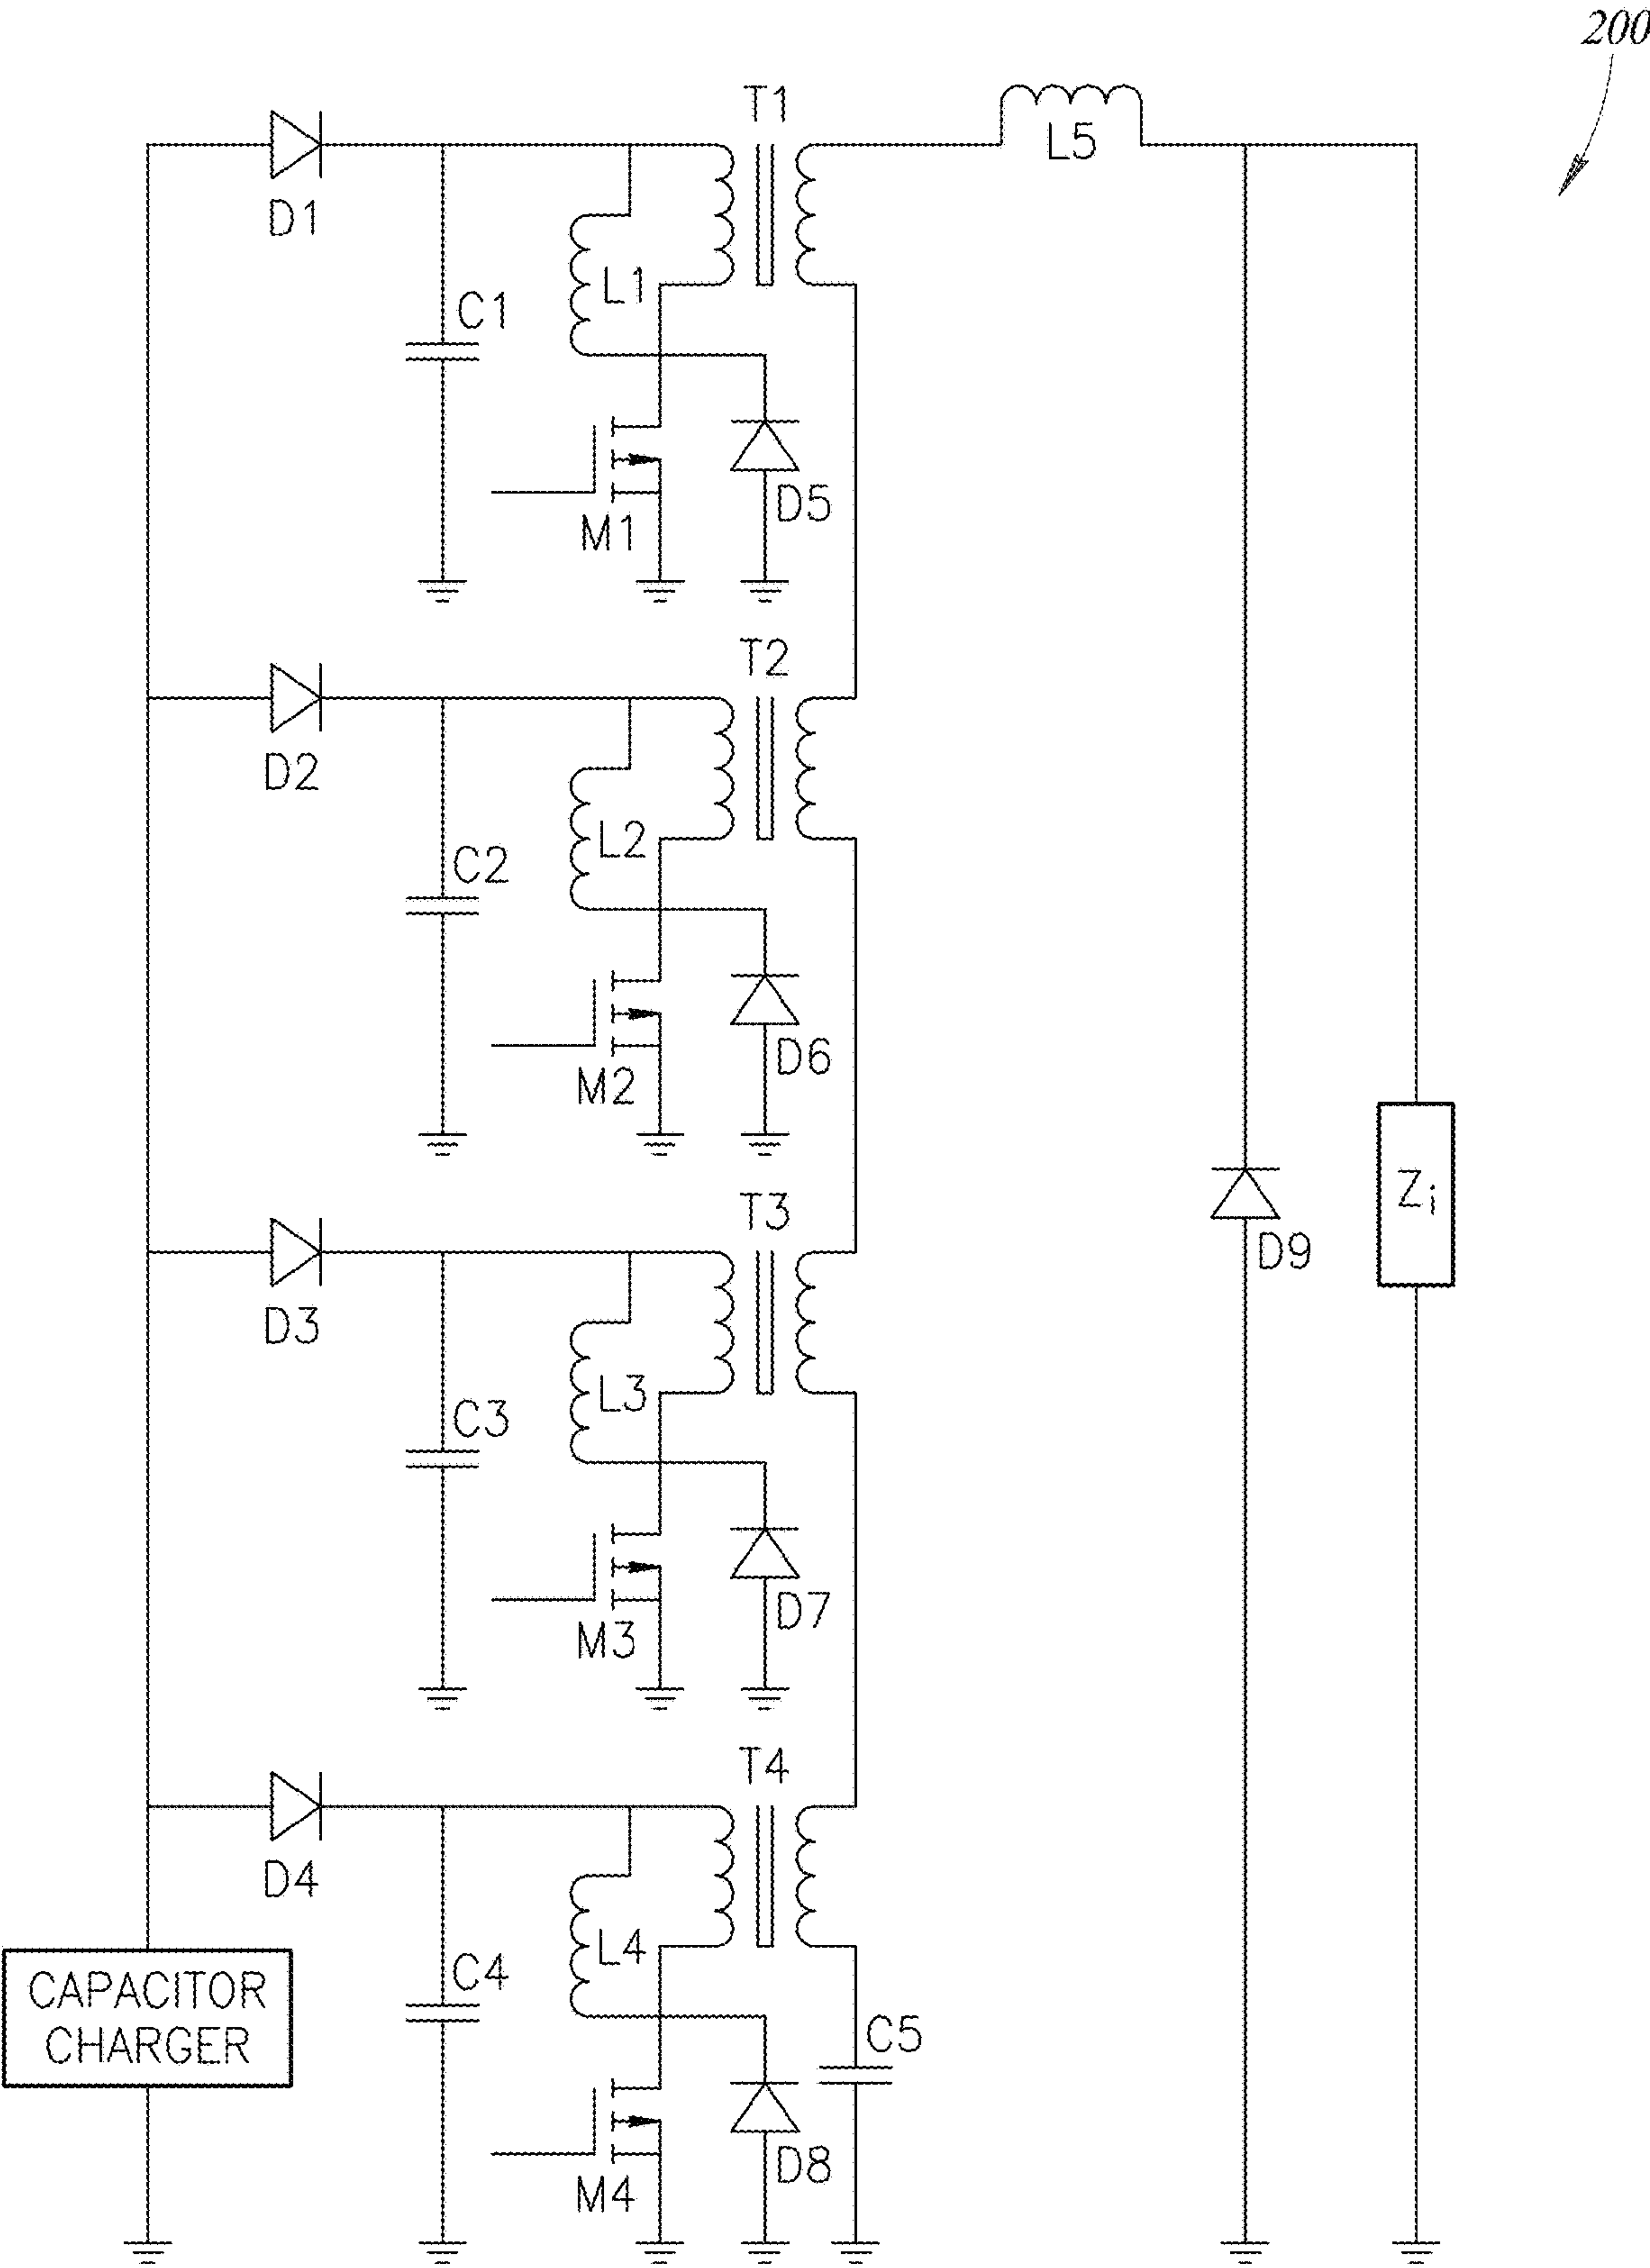 200
T1
L5
D1
L1
C1
D5
M1
T2
D2
L2
C2
D6
M2
T3
Zi
D9
D3
L3
C3
D7
M3
T4
D4
L4
C4
CAPACITOR
CHARGER
C5
D8
M4